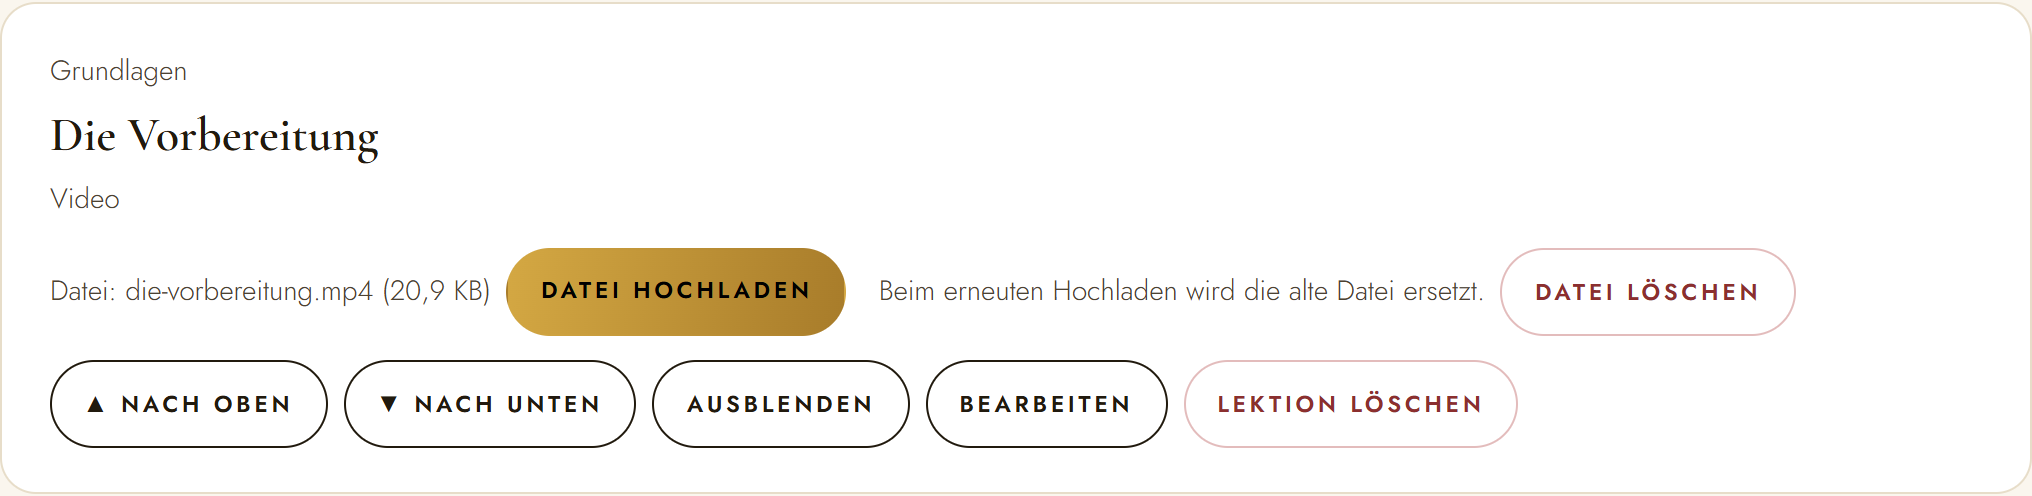 Grundlagen
Die Vorbereitung
Video
Datei: die-vorbereitung.mp4 (20,9 KB) DATEI HOCHLADEN Beim erneuten Hochladen wird die alte Datei ersetzt. DATEI LÖSCHEN
▲ NACH OBEN ▼ NACH UNTEN AUSBLENDEN BEARBEITEN LEKTION LÖSCHEN